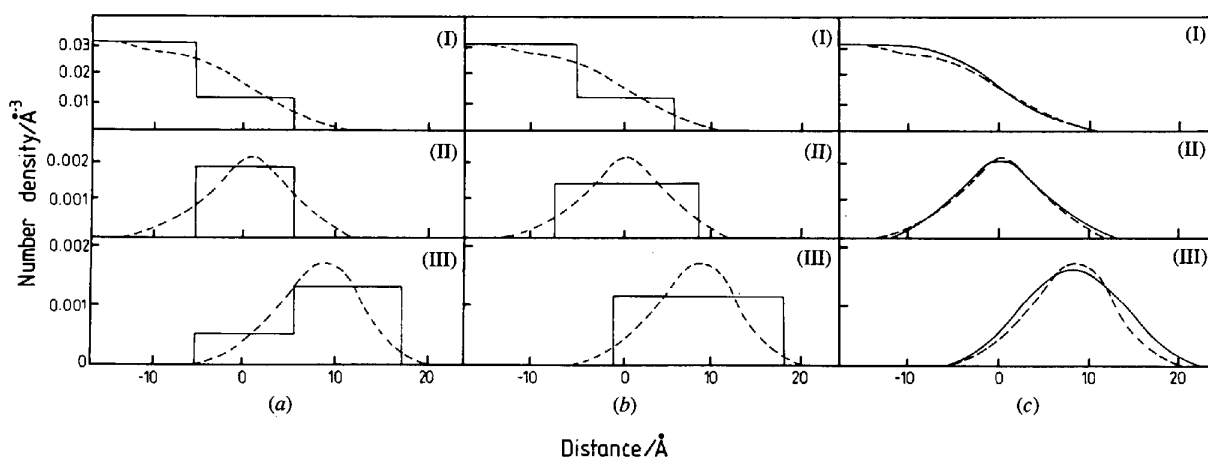 Number density/Å⁻³
0.03
0.02
0.01
(I)
(I)
(I)
0.002
0.001
(II)
(II)
(II)
0.002
0.001
0
(III)
(III)
(III)
-10 0 10 20
-10 0 10 20
-10 0 10 20
(a)
(b)
(c)
Distance/Å